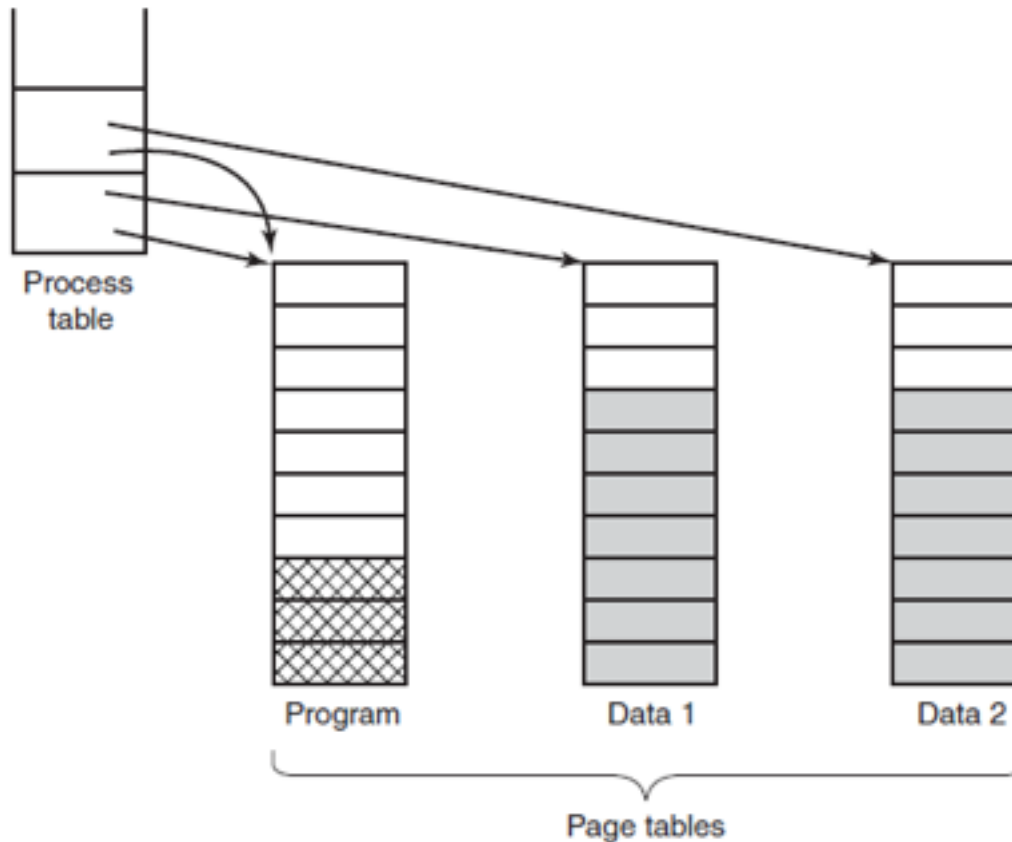 Process
table
Program
Data 1
Data 2
Page tables